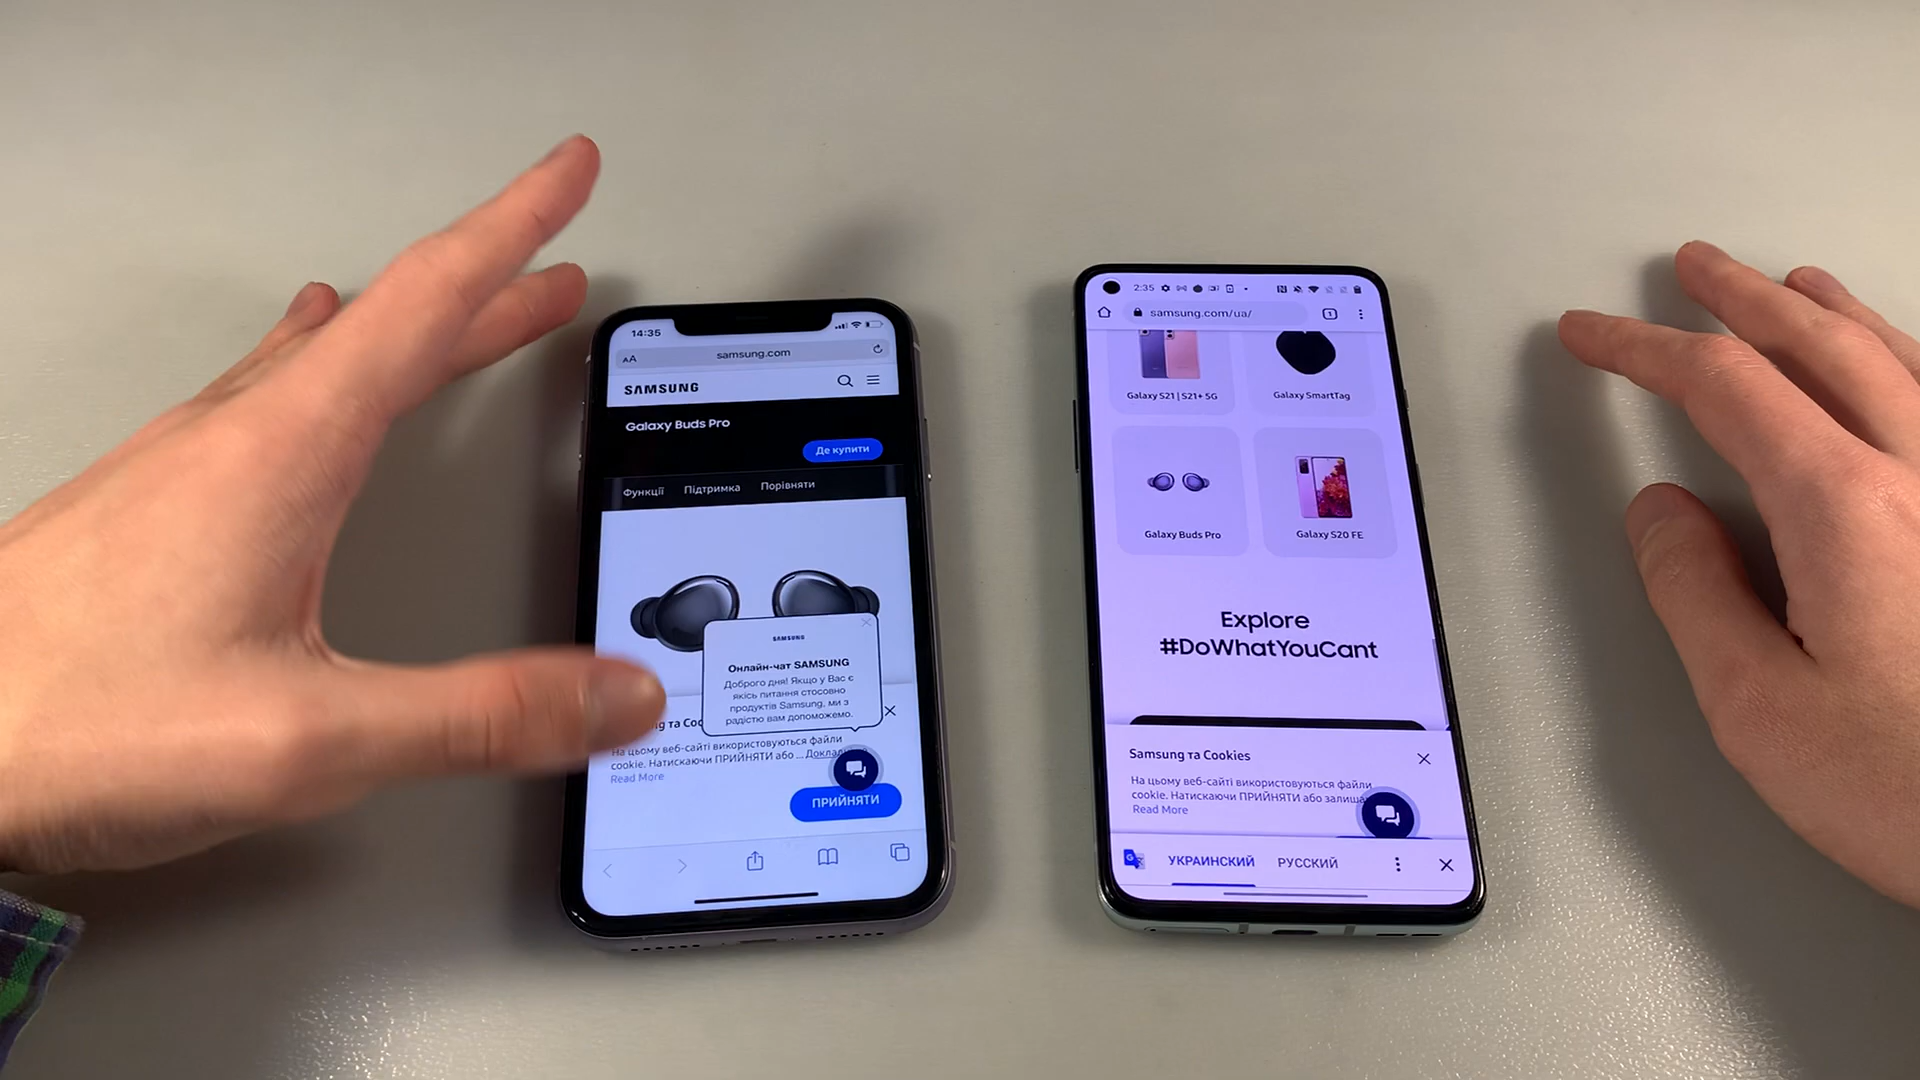 14:35
AA
samsung.com
SAMSUNG
Galaxy Buds Pro
Де купити
Функції Підтримка Порівняти
SAMSUNG
Онлайн-чат SAMSUNG
Доброго дня! Якщо у Вас є
якісь питання стосовно
продуктів Samsung, ми з
радістю вам допоможемо.
та
На цьому веб-сайті використовуються файли
cookie. Натискаючи ПРИЙНЯТИ або ...
Read More
ПРИЙНЯТИ
2:35
samsung.com/ua/
1
Galaxy S21 | S21+ 5G
Galaxy SmartTag
Galaxy Buds Pro
Galaxy S20 FE
Explore
#DoWhatYouCant
Samsung та Cookies
На цьому веб-сайті використовуються файли
cookie. Натискаючи ПРИЙНЯТИ або
Read More
G
УКРАИНСКИЙ РУССКИЙ